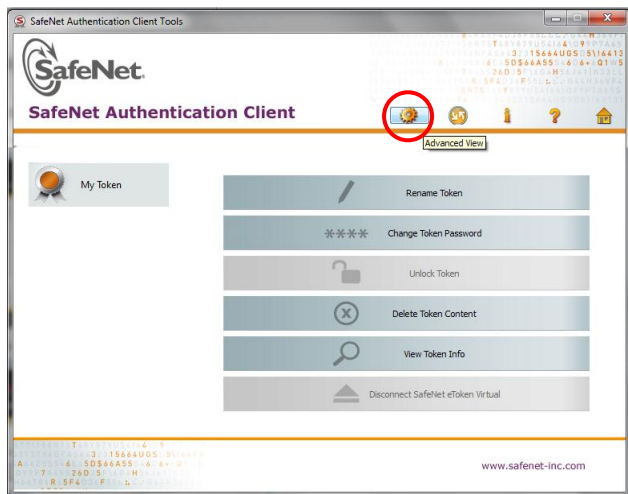 SafeNet Authentication Client Tools
SafeNet.
SafeNet Authentication Client
Advanced View
My Token
Rename Token
**** Change Token Password
Unlock Token
Delete Token Content
View Token Info
Disconnect SafeNet eToken Virtual
www.safenet-inc.com